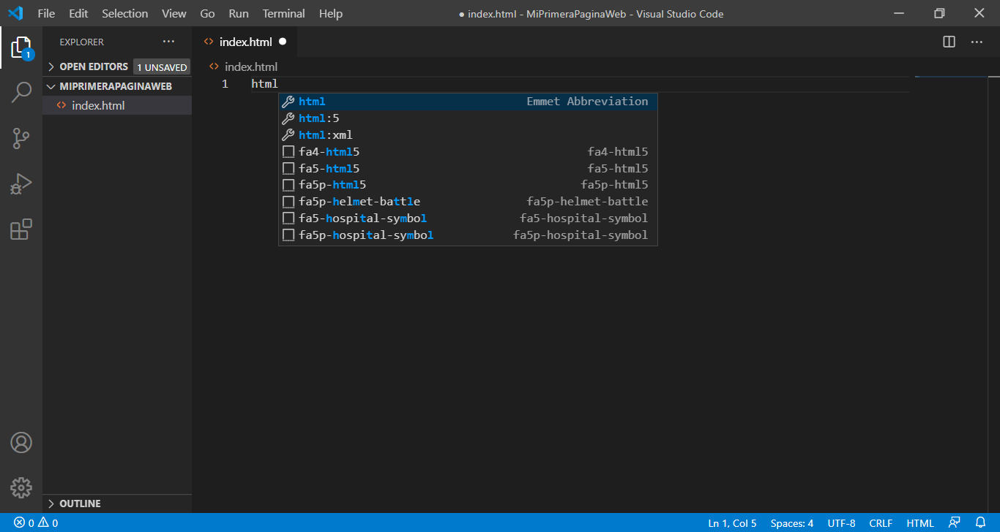 File Edit Selection View Go Run Terminal Help ● index.html - MiPrimeraPaginaWeb - Visual Studio Code
EXPLORER ··· index.html ● ···
1
OPEN EDITORS 1 UNSAVED index.html
MIPRIMERAPAGINAWEB 1 html
index.html html Emmet Abbreviation
html:5
html:xml
fa4-html5 fa4-html5
fa5-html5 fa5-html5
fa5p-html5 fa5p-html5
fa5p-helmet-battle fa5p-helmet-battle
fa5-hospital-symbol fa5-hospital-symbol
fa5p-hospital-symbol fa5p-hospital-symbol
OUTLINE
0 0 Ln 1, Col 5 Spaces: 4 UTF-8 CRLF HTML